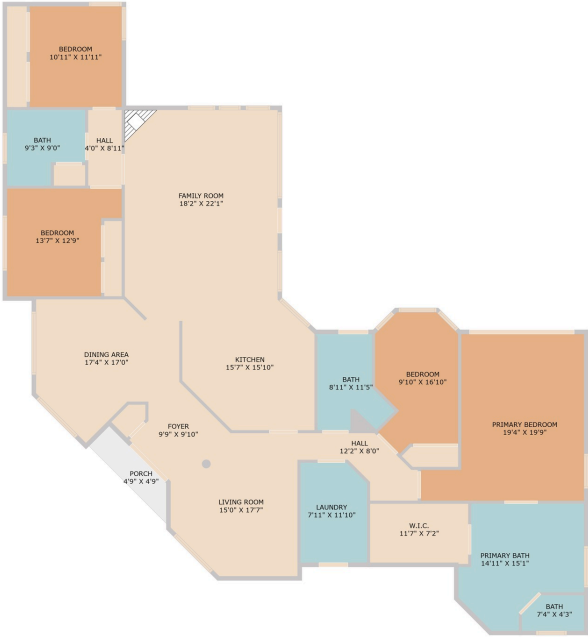 BEDROOM
10'11" X 11'11"
BATH
9'3" X 9'0"
HALL
4'0" X 8'11"
FAMILY ROOM
18'2" X 22'1"
BEDROOM
13'7" X 12'9"
DINING AREA
17'4" X 17'0"
KITCHEN
15'7" X 15'10"
BATH
8'11" X 11'5"
BEDROOM
9'10" X 16'10"
PRIMARY BEDROOM
19'4" X 19'9"
FOYER
9'9" X 9'10"
HALL
12'2" X 8'0"
PORCH
4'9" X 4'9"
LIVING ROOM
15'0" X 17'7"
LAUNDRY
7'11" X 11'10"
W.I.C.
11'7" X 7'2"
PRIMARY BATH
14'11" X 15'1"
BATH
7'4" X 4'3"